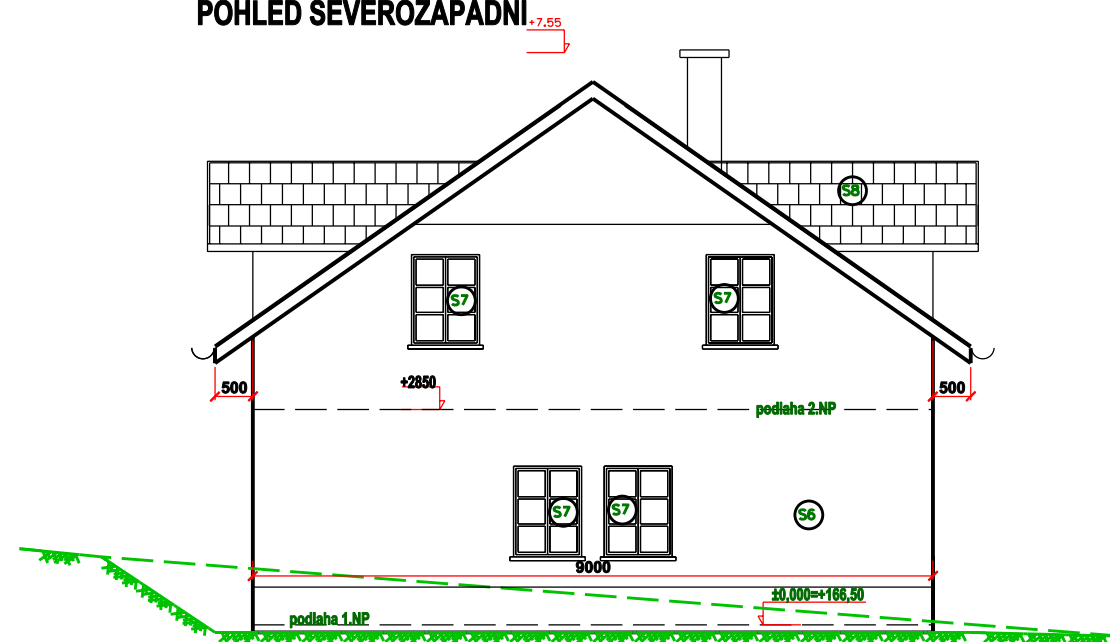 POHLED SEVEROZÁPADNÍ
+7.55
S8
S7
S7
+2850
500
500
podlaha 2.NP
S7
S7
S6
9000
±0,000=+166,50
podlaha 1.NP